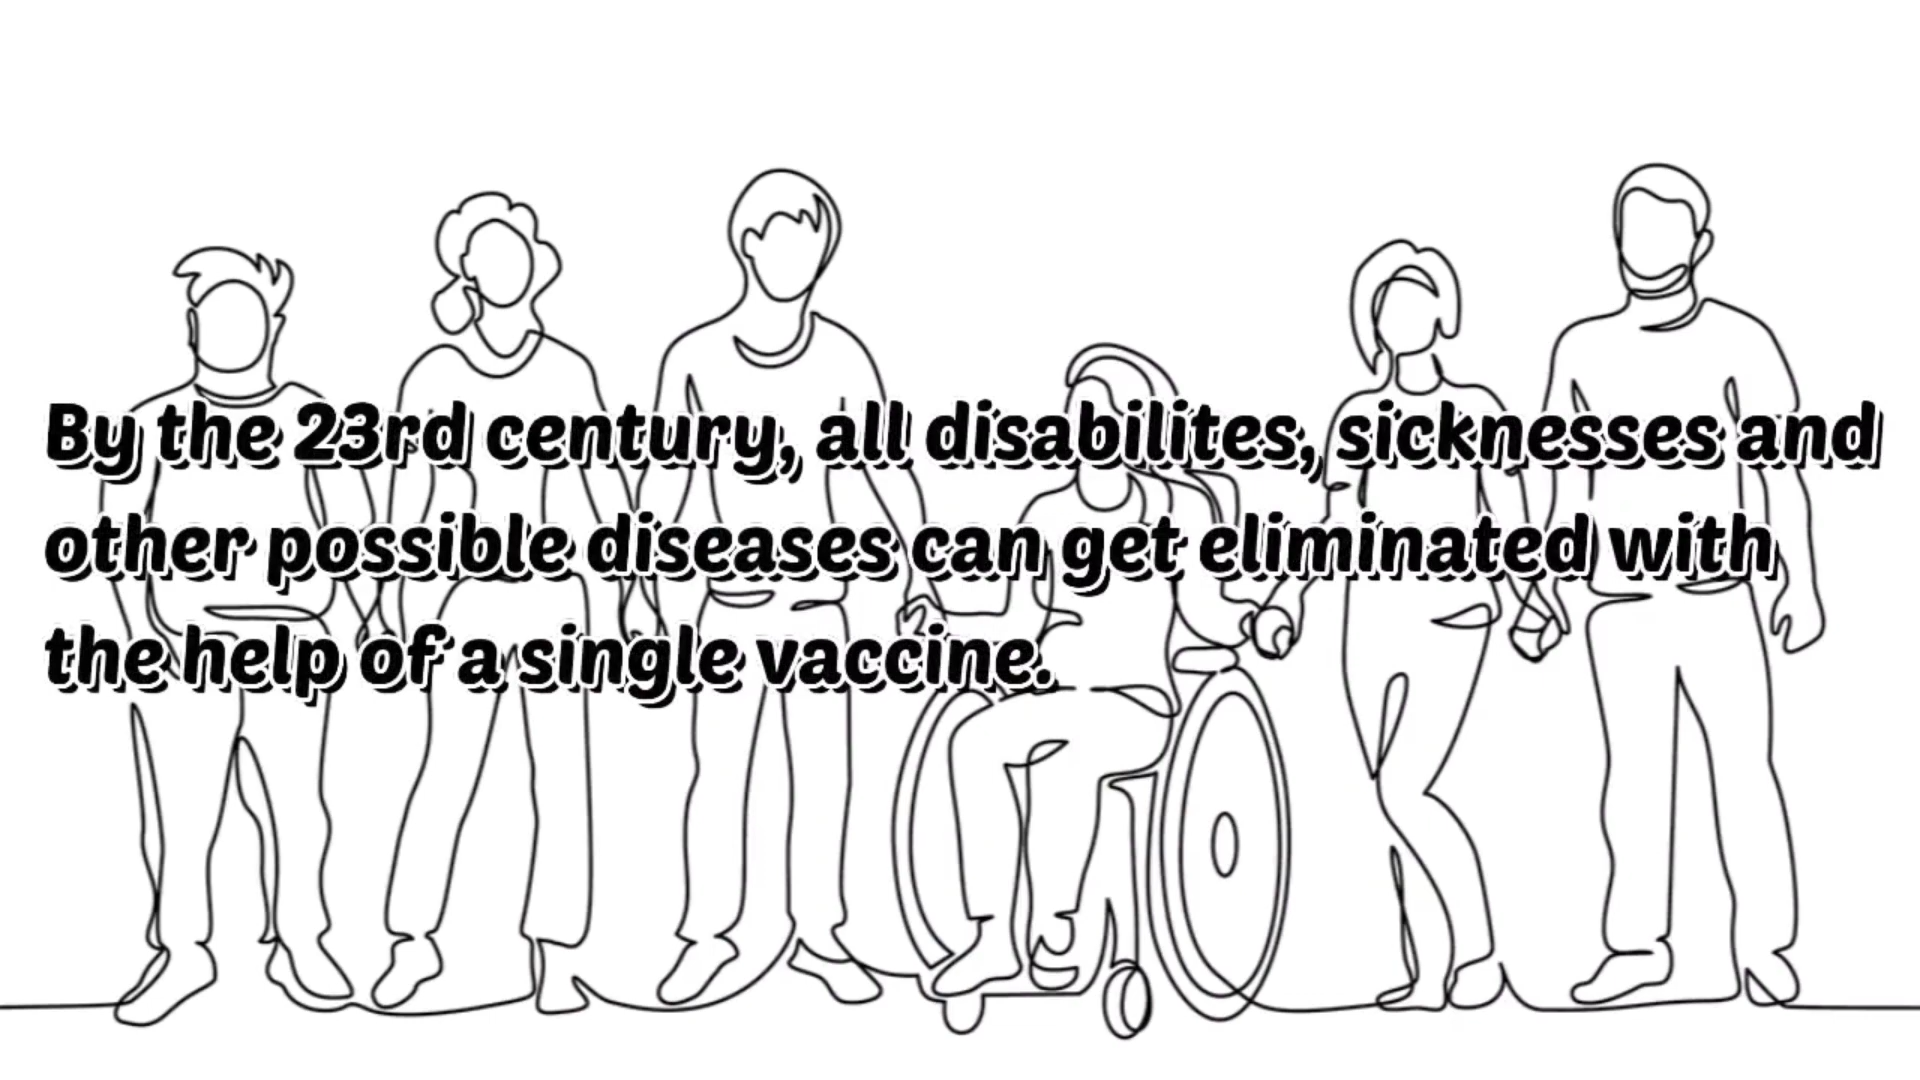 By the 23rd century, all disabilites, sicknesses and
other possible diseases can get eliminated with
the help of a single vaccine.